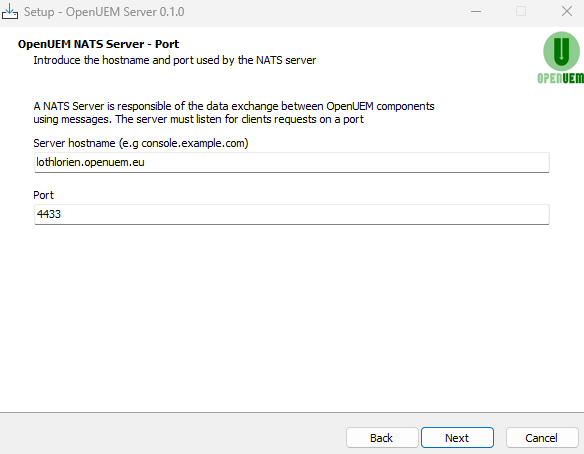 Setup - OpenUEM Server 0.1.0
OpenUEM NATS Server - Port
Introduce the hostname and port used by the NATS server
OPENUEM
A NATS Server is responsible of the data exchange between OpenUEM components
using messages. The server must listen for clients requests on a port
Server hostname (e.g console.example.com)
lothlorien.openuem.eu
Port
4433
Back
Next
Cancel